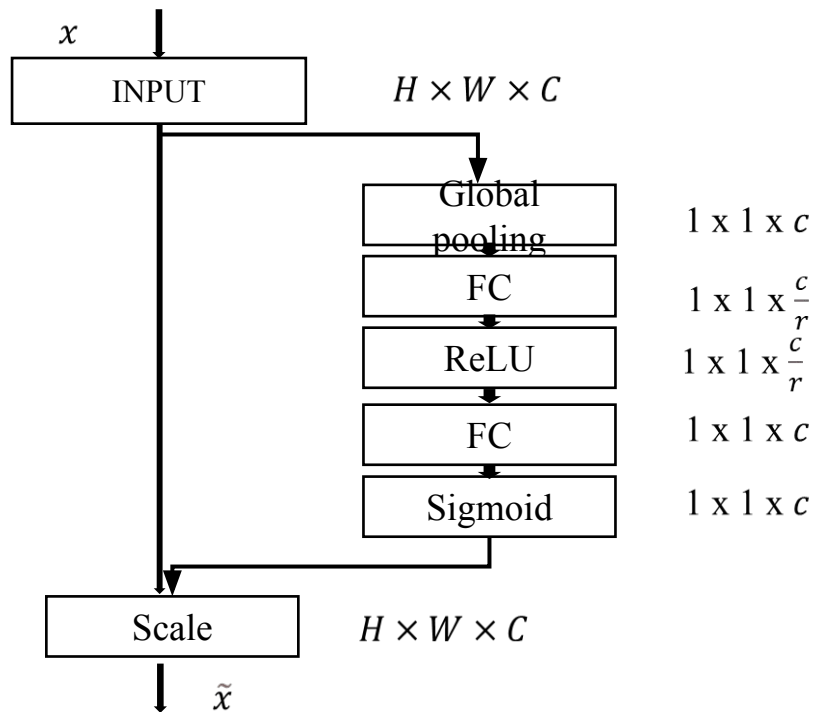 x
INPUT
H × W × C
Global
pooling
1 x 1 x c
FC
1 x 1 x c/r
ReLU
1 x 1 x c/r
FC
1 x 1 x c
Sigmoid
1 x 1 x c
Scale
H × W × C
x̃